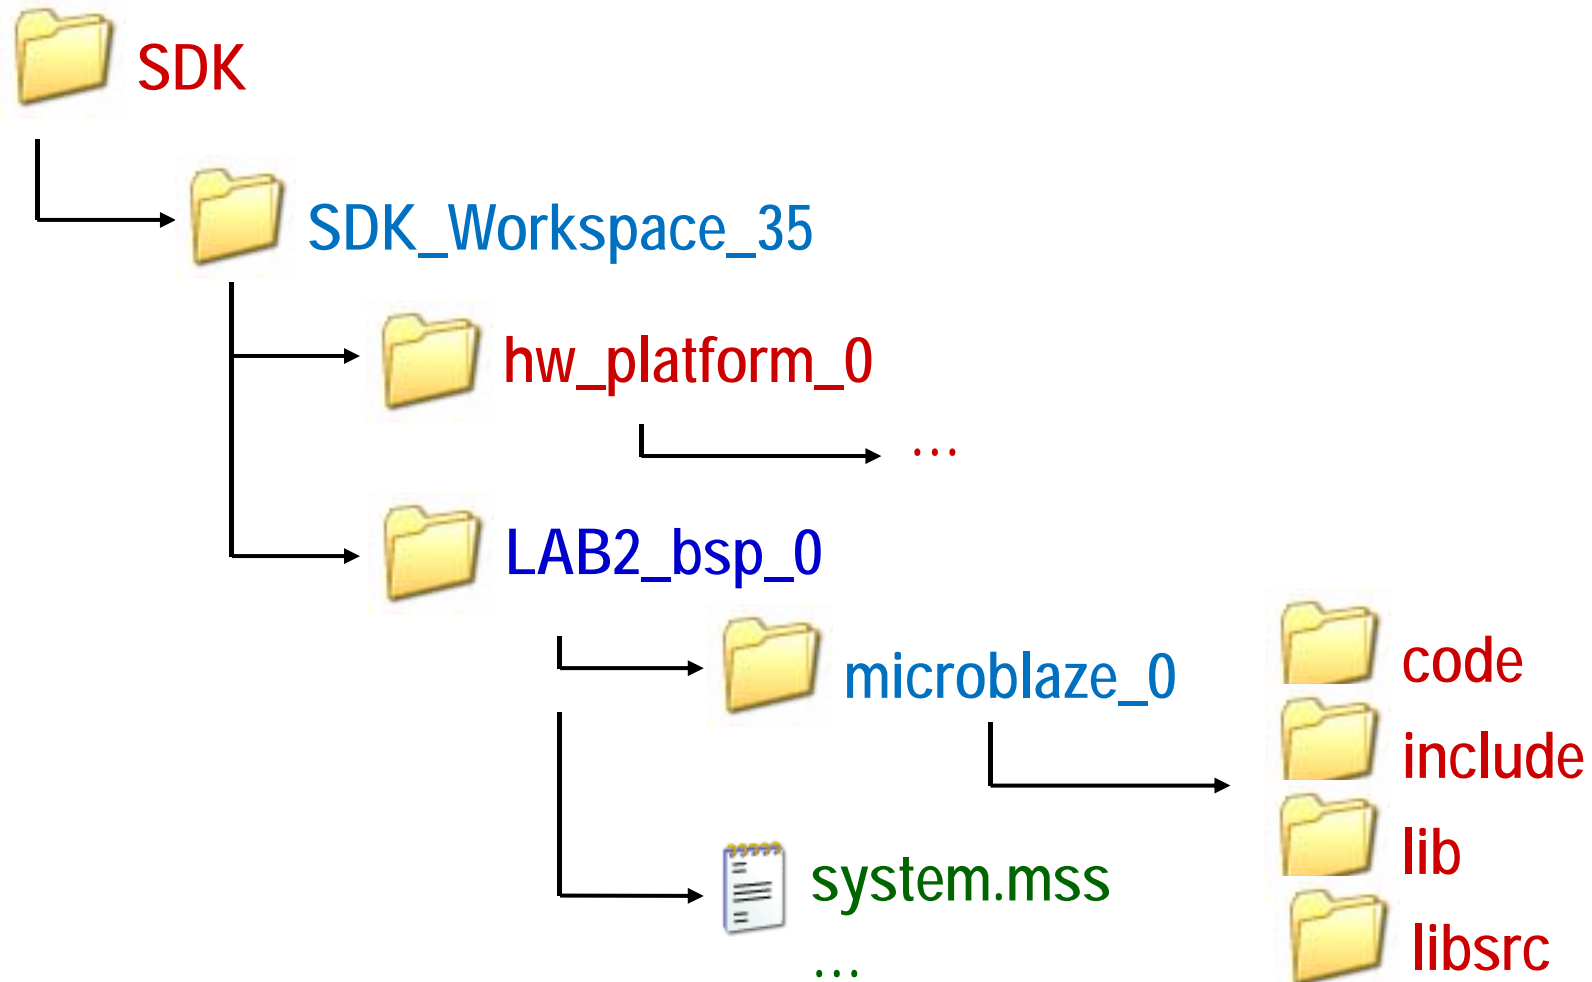 SDK
SDK_Workspace_35
hw_platform_0
...
LAB2_bsp_0
microblaze_0
code
include
lib
libsrc
system.mss
...